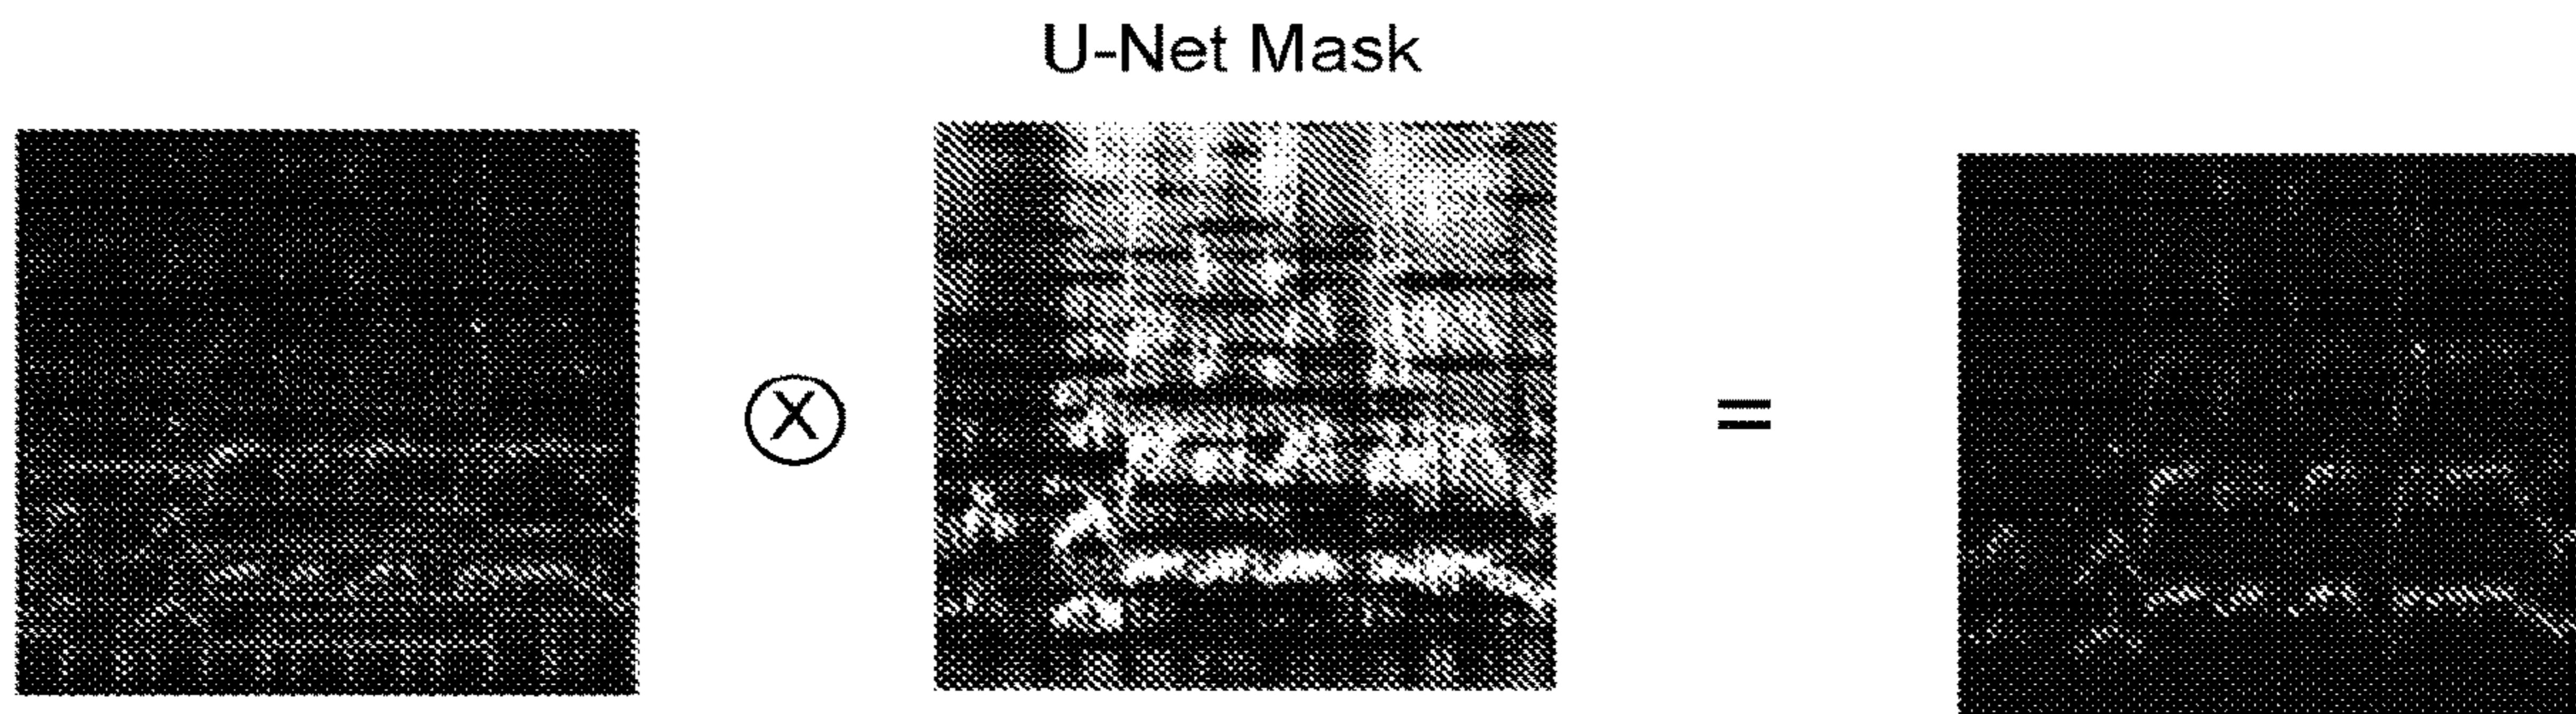 U-Net Mask
X
=